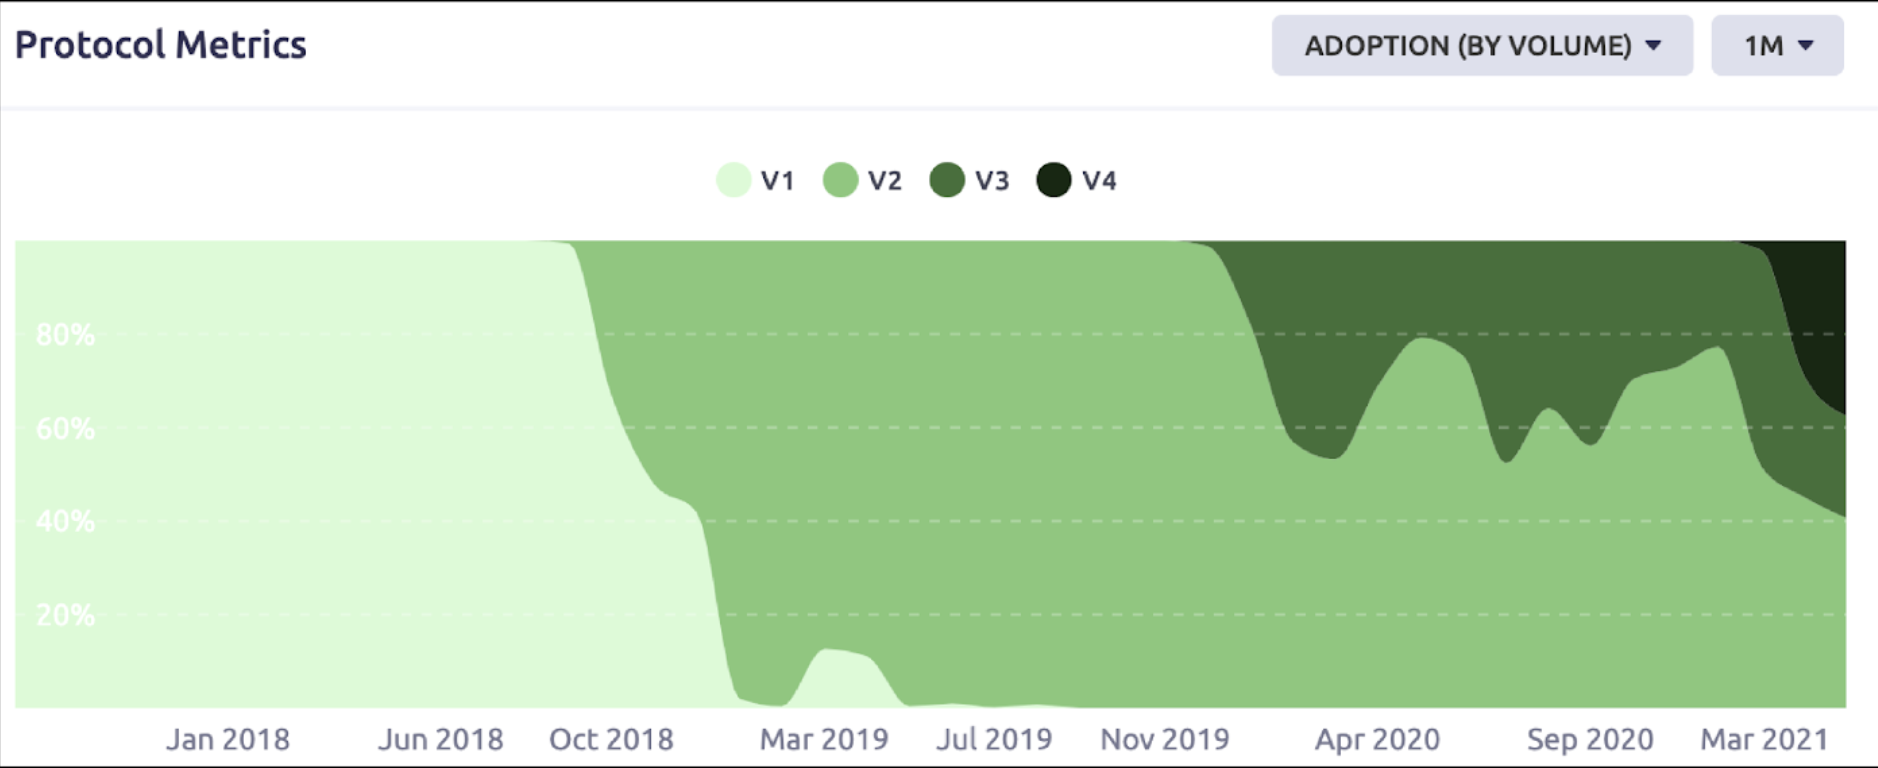 Protocol Metrics
ADOPTION (BY VOLUME) 1M
V1 V2 V3 V4
80%
60%
40%
20%
Jan 2018 Jun 2018 Oct 2018 Mar 2019 Jul 2019 Nov 2019 Apr 2020 Sep 2020 Mar 2021